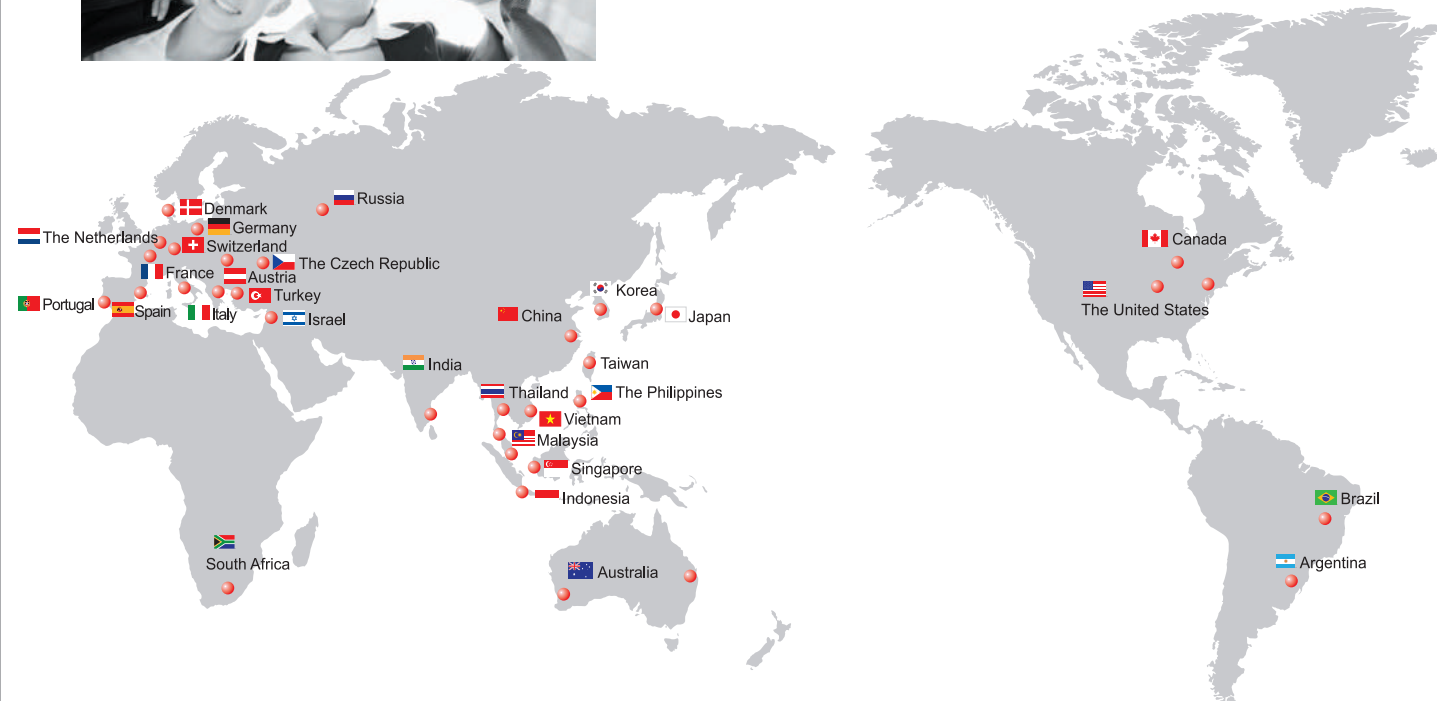 Russia
Denmark
Germany
The Netherlands
Switzerland
The Czech Republic
France
Austria
Turkey
Portugal
Spain
Italy
Israel
Korea
China
Japan
India
Taiwan
Thailand
The Philippines
Vietnam
Malaysia
Singapore
Indonesia
South Africa
Australia
Canada
The United States
Brazil
Argentina